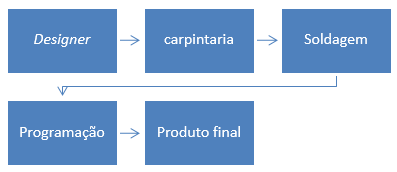 Designer
carpintaria
Soldagem
Programação
Produto final